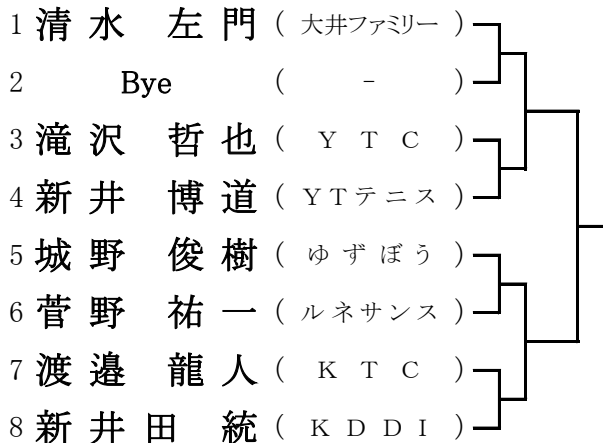 1 清水 左門 ( 大井ファミリー )
2 Bye ( - )
3 滝沢 哲也 ( YTC )
4 新井 博道 ( YTテニス )
5 城野 俊樹 ( ゆずぼう )
6 菅野 祐一 ( ルネサンス )
7 渡邉 龍人 ( KTC )
8 新井田 統 ( KDDI )